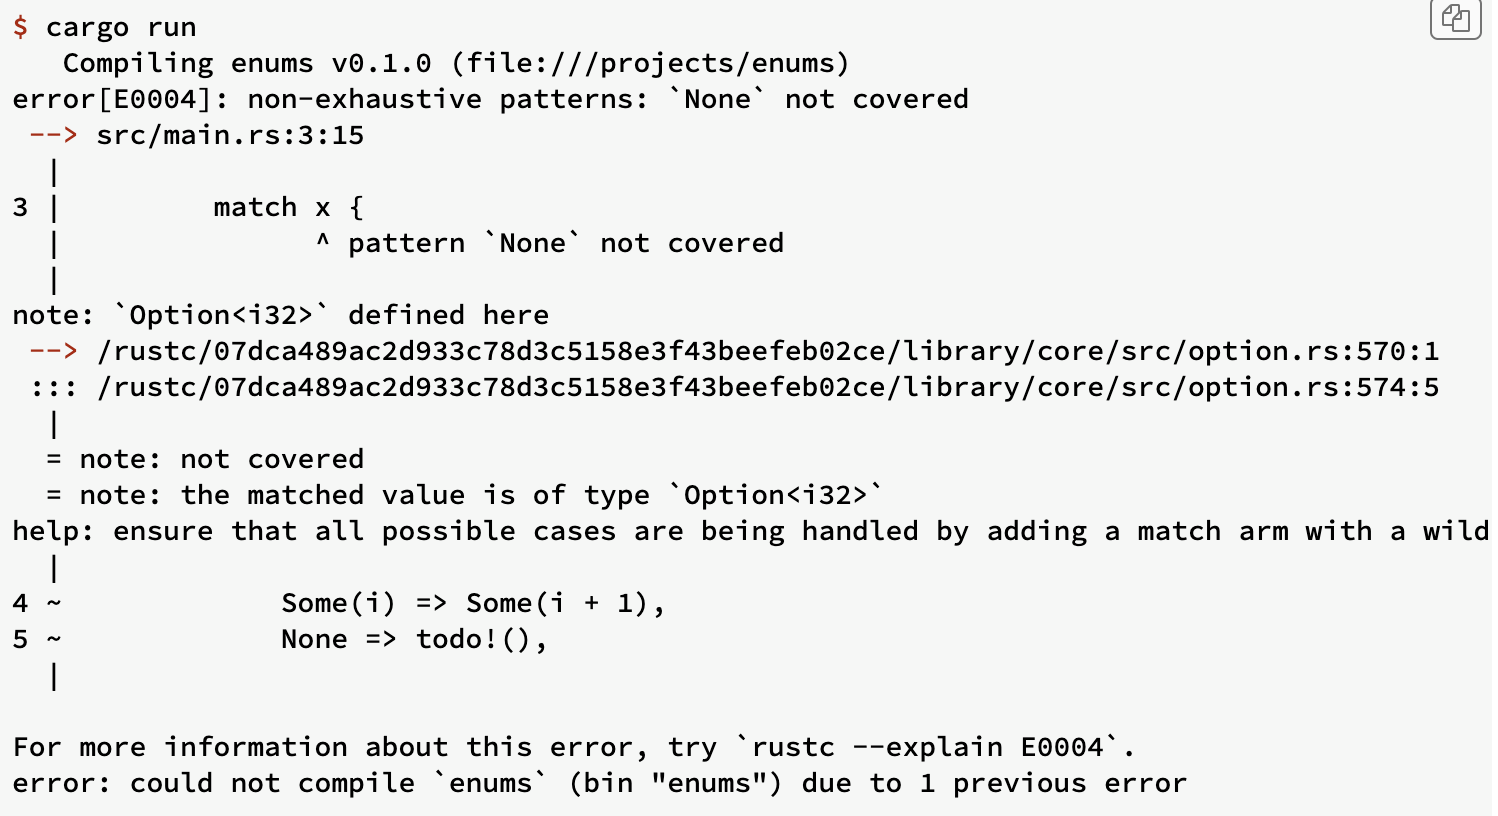 $ cargo run
   Compiling enums v0.1.0 (file:///projects/enums)
error[E0004]: non-exhaustive patterns: `None` not covered
 --> src/main.rs:3:15
  |
3 |         match x {
  |               ^ pattern `None` not covered
  |
note: `Option<i32>` defined here
 --> /rustc/07dca489ac2d933c78d3c5158e3f43beefeb02ce/library/core/src/option.rs:570:1
 ::: /rustc/07dca489ac2d933c78d3c5158e3f43beefeb02ce/library/core/src/option.rs:574:5
  |
  = note: not covered
  = note: the matched value is of type `Option<i32>`
help: ensure that all possible cases are being handled by adding a match arm with a wild
  |
4 ~             Some(i) => Some(i + 1),
5 ~             None => todo!(),
  |

For more information about this error, try `rustc --explain E0004`.
error: could not compile `enums` (bin "enums") due to 1 previous error